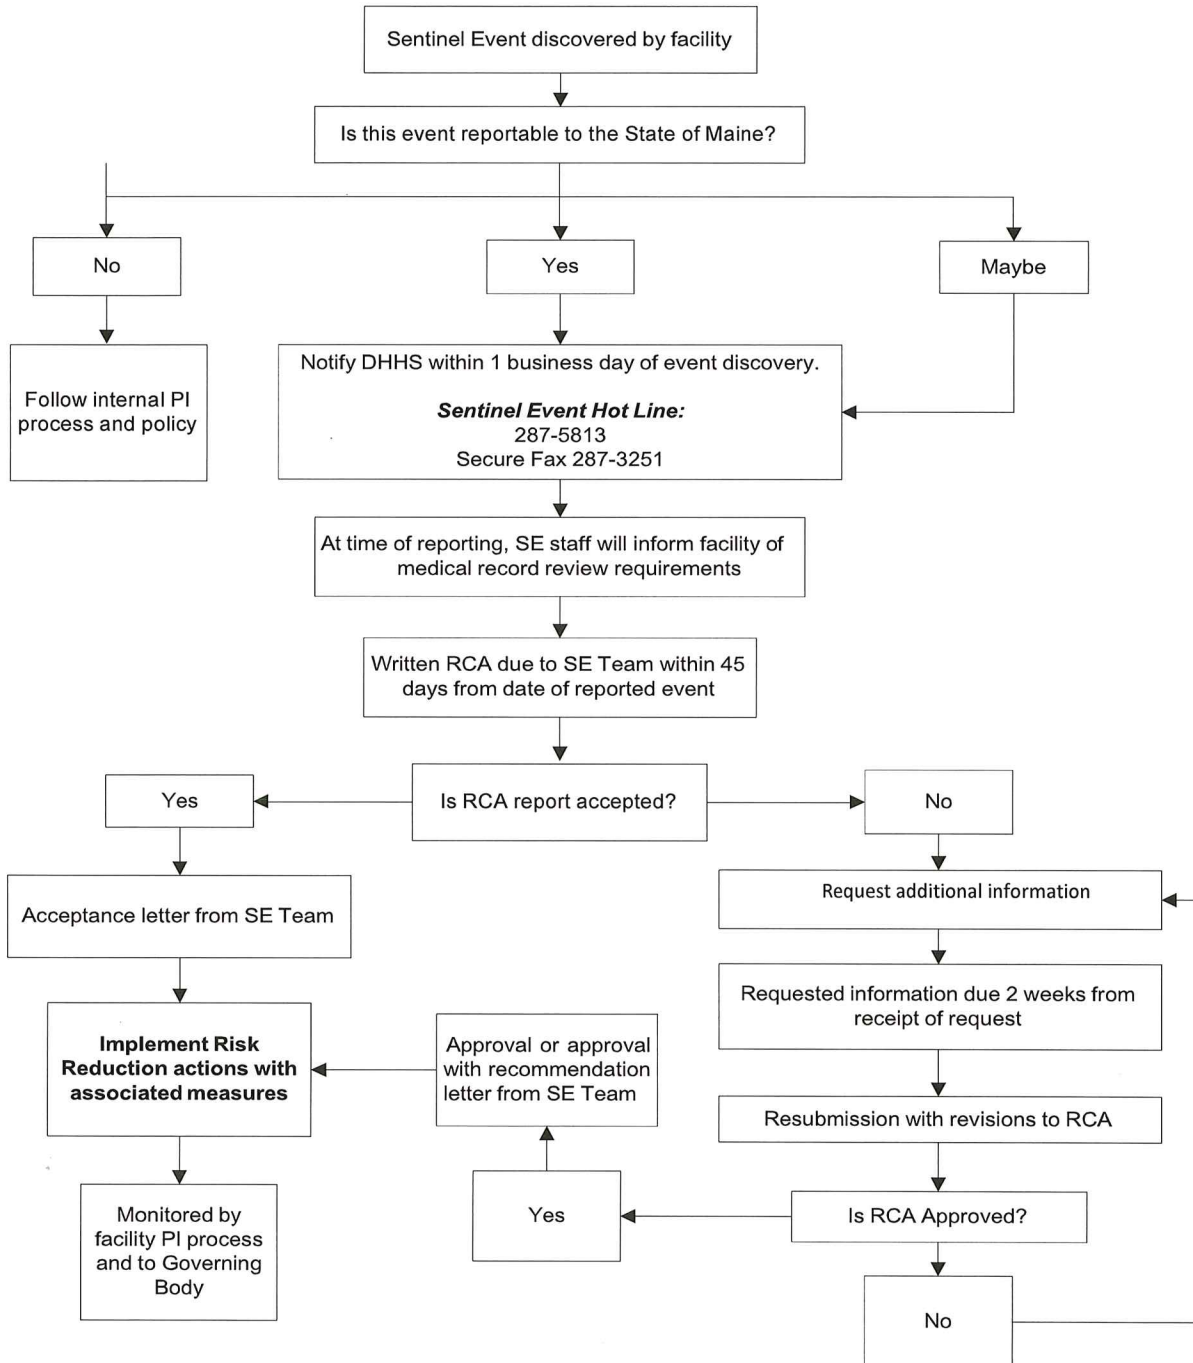 Sentinel Event discovered by facility
Is this event reportable to the State of Maine?
No
Yes
Maybe
Follow internal PI
process and policy
Notify DHHS within 1 business day of event discovery.
Sentinel Event Hot Line:
287-5813
Secure Fax 287-3251
At time of reporting, SE staff will inform facility of
medical record review requirements
Written RCA due to SE Team within 45
days from date of reported event
Is RCA report accepted?
Yes
No
Acceptance letter from SE Team
Request additional information
Requested information due 2 weeks from
receipt of request
Implement Risk
Reduction actions with
associated measures
Approval or approval
with recommendation
letter from SE Team
Resubmission with revisions to RCA
Monitored by
facility PI process
and to Governing
Body
Yes
Is RCA Approved?
No